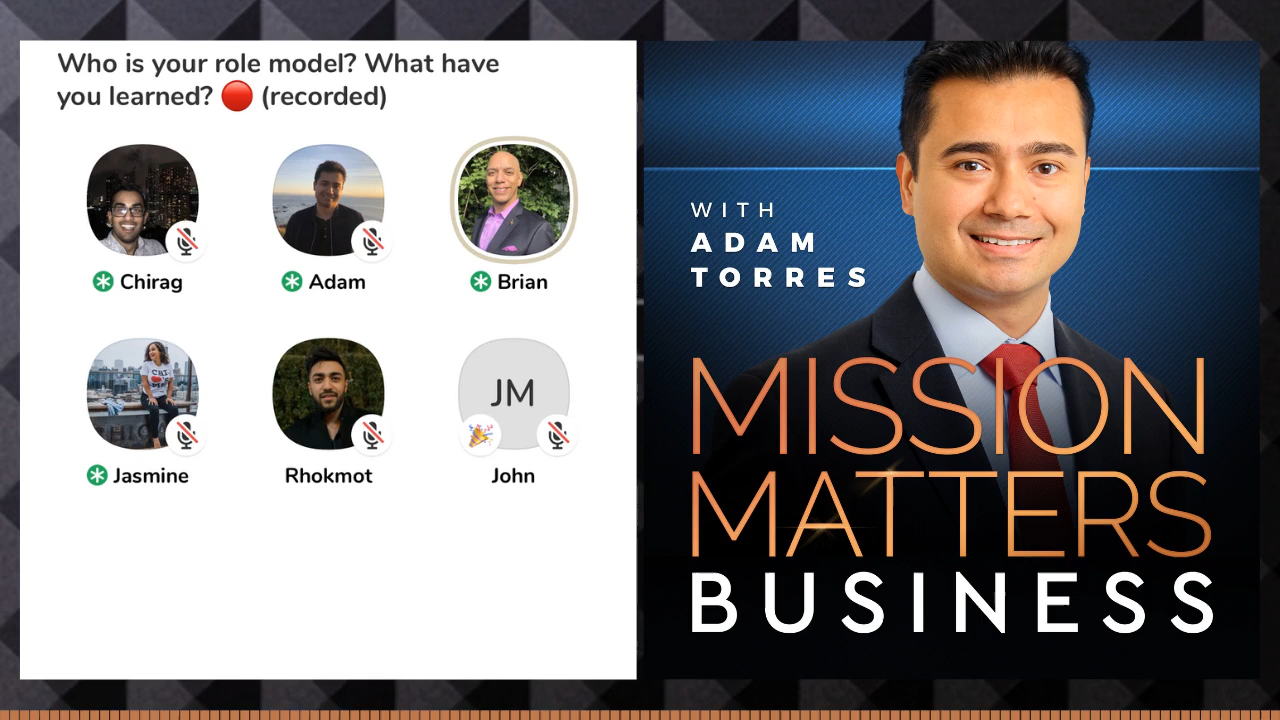 Who is your role model? What have
you learned? 🔴 (recorded)
Chirag
Adam
Brian
JM
Jasmine
Rhokmot
John
WITH
ADAM
TORRES
MISSION
MATTERS
BUSINESS